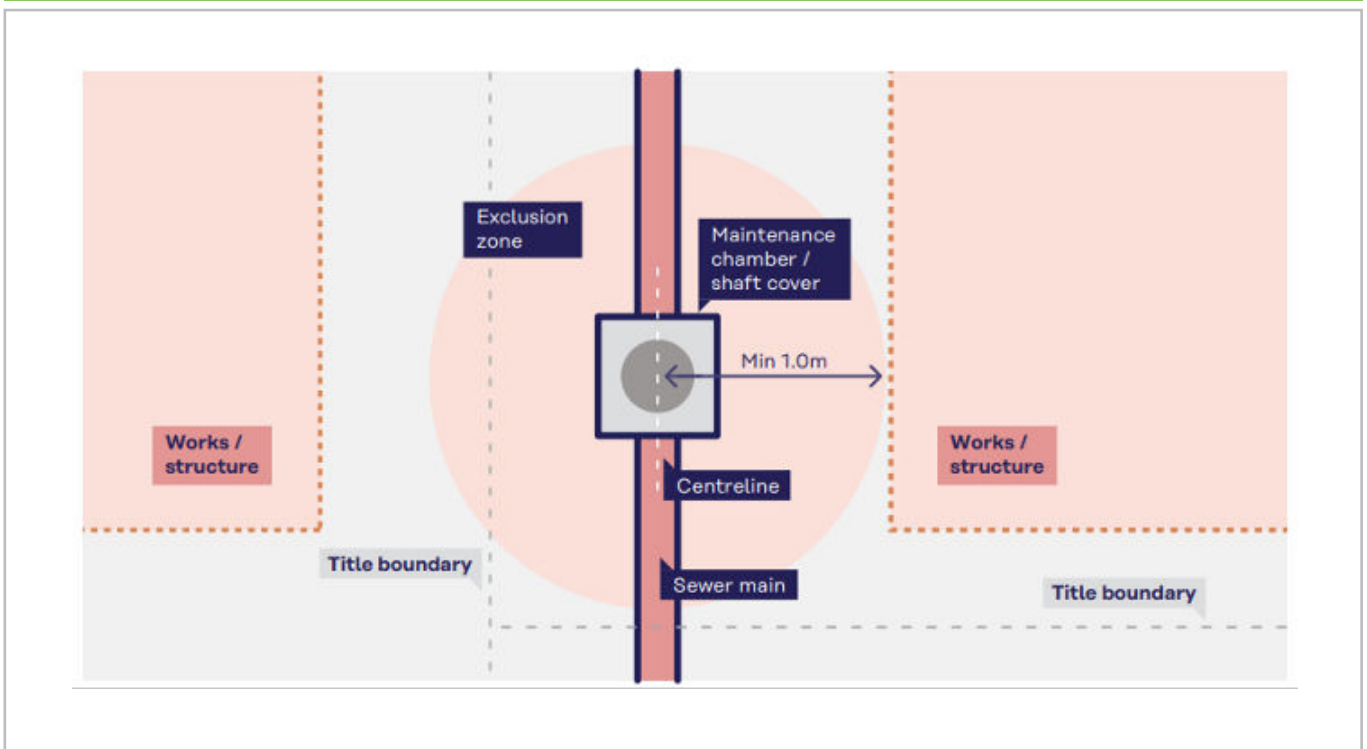 Exclusion
zone
Maintenance
chamber /
shaft cover
Min 1.0m
Works /
structure
Works /
structure
Centreline
Title boundary
Sewer main
Title boundary